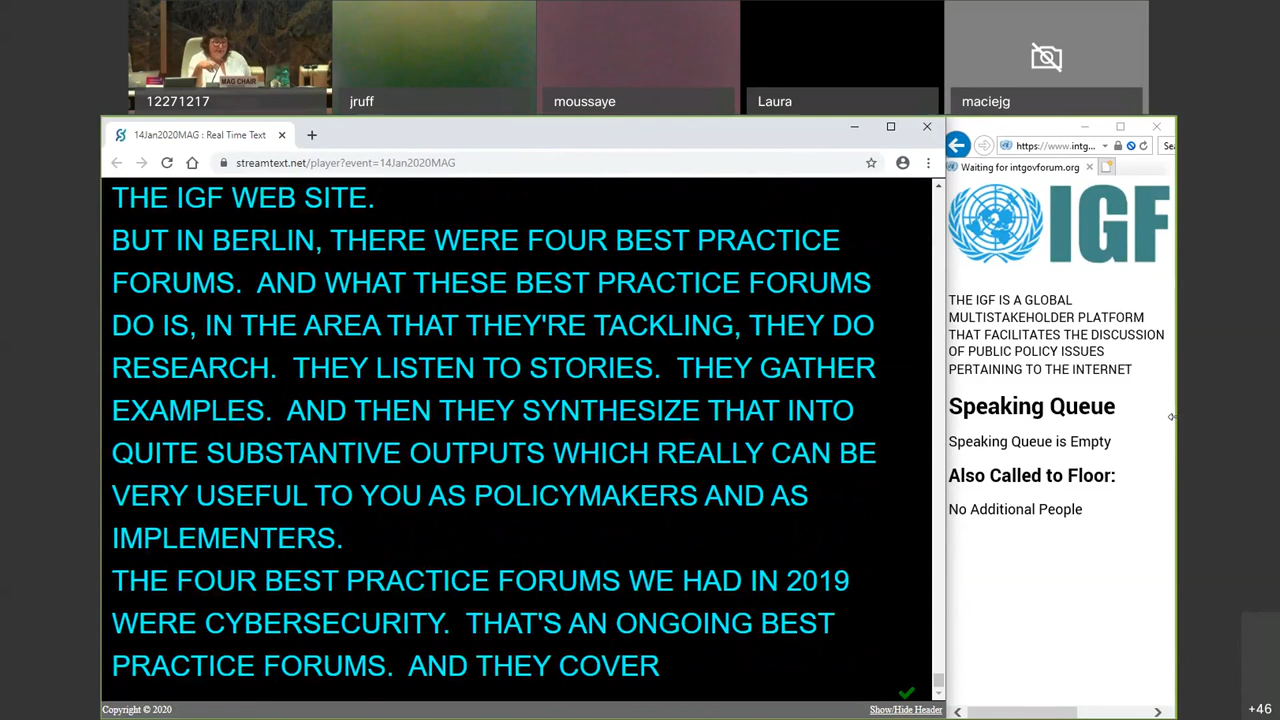 MAG CHAIR
12271217
jruff
moussaye
Laura
maciejg
14Jan2020MAG : Real Time Text
streamtext.net/player?event=14Jan2020MAG
THE IGF WEB SITE.
BUT IN BERLIN, THERE WERE FOUR BEST PRACTICE
FORUMS.  AND WHAT THESE BEST PRACTICE FORUMS
DO IS, IN THE AREA THAT THEY'RE TACKLING, THEY DO
RESEARCH.  THEY LISTEN TO STORIES.  THEY GATHER
EXAMPLES.  AND THEN THEY SYNTHESIZE THAT INTO
QUITE SUBSTANTIVE OUTPUTS WHICH REALLY CAN BE
VERY USEFUL TO YOU AS POLICYMAKERS AND AS
IMPLEMENTERS.
THE FOUR BEST PRACTICE FORUMS WE HAD IN 2019
WERE CYBERSECURITY.  THAT'S AN ONGOING BEST
PRACTICE FORUMS.  AND THEY COVER
Copyright © 2020
Show/Hide Header
https://www.intg...
Sea
Waiting for intgovforum.org
IGF
THE IGF IS A GLOBAL
MULTISTAKEHOLDER PLATFORM
THAT FACILITATES THE DISCUSSION
OF PUBLIC POLICY ISSUES
PERTAINING TO THE INTERNET
Speaking Queue
Speaking Queue is Empty
Also Called to Floor:
No Additional People
+46